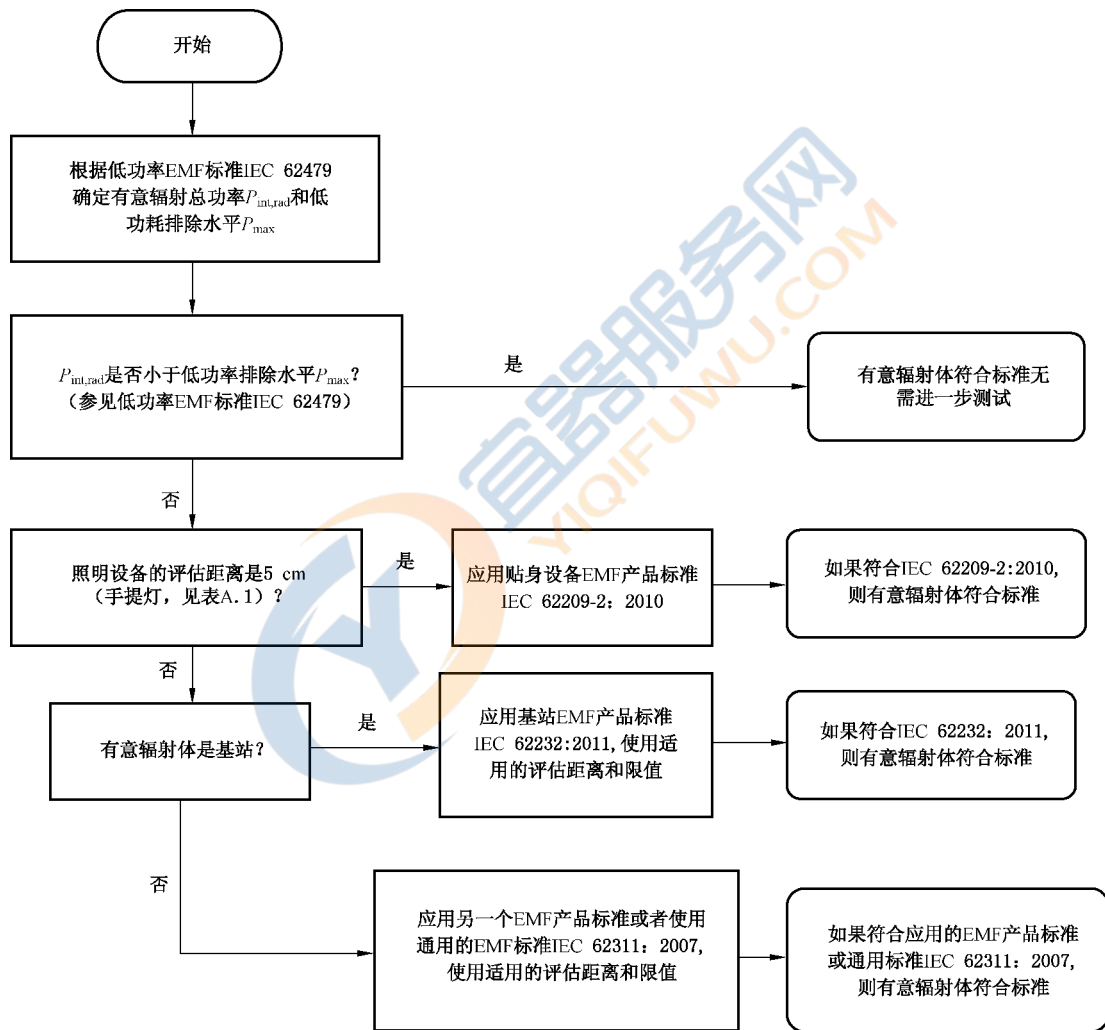 开始
根据低功率EMF标准IEC 62479
确定有意辐射总功率Pint,rad和低
功耗排除水平Pmax
Pint,rad是否小于低功率排除水平Pmax？
（参见低功率EMF标准IEC 62479）
是
有意辐射体符合标准无
需进一步测试
否
照明设备的评估距离是5 cm
（手提灯，见表A.1）？
是
应用贴身设备EMF产品标准
IEC 62209-2：2010
如果符合IEC 62209-2:2010,
则有意辐射体符合标准
否
有意辐射体是基站？
是
应用基站EMF产品标准
IEC 62232:2011,使用适
用的评估距离和限值
如果符合IEC 62232：2011,
则有意辐射体符合标准
否
应用另一个EMF产品标准或者使用
通用的EMF标准IEC 62311：2007,
使用适用的评估距离和限值
如果符合应用的EMF产品标准
或通用标准IEC 62311：2007,
则有意辐射体符合标准
宜器服务网
YIQIFUWU.COM